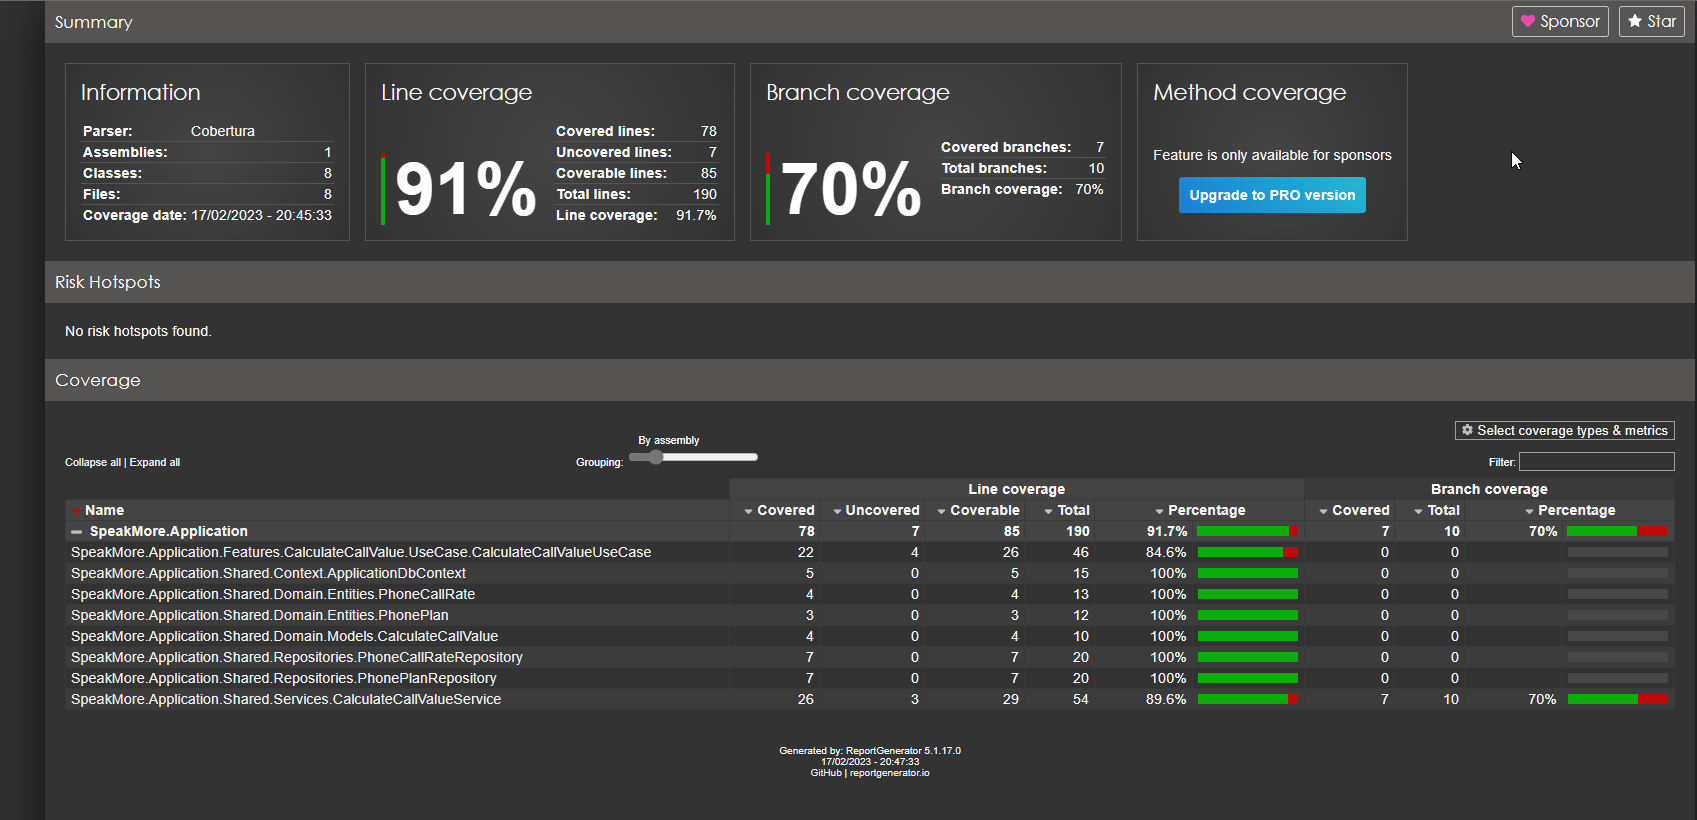 Summary
Sponsor
Star
Information
Parser: Cobertura
Assemblies: 1
Classes: 8
Files: 8
Coverage date: 17/02/2023 - 20:45:33
Line coverage
91%
Covered lines: 78
Uncovered lines: 7
Coverable lines: 85
Total lines: 190
Line coverage: 91.7%
Branch coverage
70%
Covered branches: 7
Total branches: 10
Branch coverage: 70%
Method coverage
Feature is only available for sponsors
Upgrade to PRO version
Risk Hotspots
No risk hotspots found.
Coverage
Select coverage types & metrics
Collapse all | Expand all
By assembly
Grouping:
Filter:
Line coverage Branch coverage
Name Covered Uncovered Coverable Total Percentage Covered Total Percentage
SpeakMore.Application 78 7 85 190 91.7% 7 10 70%
SpeakMore.Application.Features.CalculateCallValue.UseCase.CalculateCallValueUseCase 22 4 26 46 84.6% 0 0
SpeakMore.Application.Shared.Context.ApplicationDbContext 5 0 5 15 100% 0 0
SpeakMore.Application.Shared.Domain.Entities.PhoneCallRate 4 0 4 13 100% 0 0
SpeakMore.Application.Shared.Domain.Entities.PhonePlan 3 0 3 12 100% 0 0
SpeakMore.Application.Shared.Domain.Models.CalculateCallValue 4 0 4 10 100% 0 0
SpeakMore.Application.Shared.Repositories.PhoneCallRateRepository 7 0 7 20 100% 0 0
SpeakMore.Application.Shared.Repositories.PhonePlanRepository 7 0 7 20 100% 0 0
SpeakMore.Application.Shared.Services.CalculateCallValueService 26 3 29 54 89.6% 7 10 70%
Generated by: ReportGenerator 5.1.17.0
17/02/2023 - 20:47:33
GitHub | reportgenerator.io